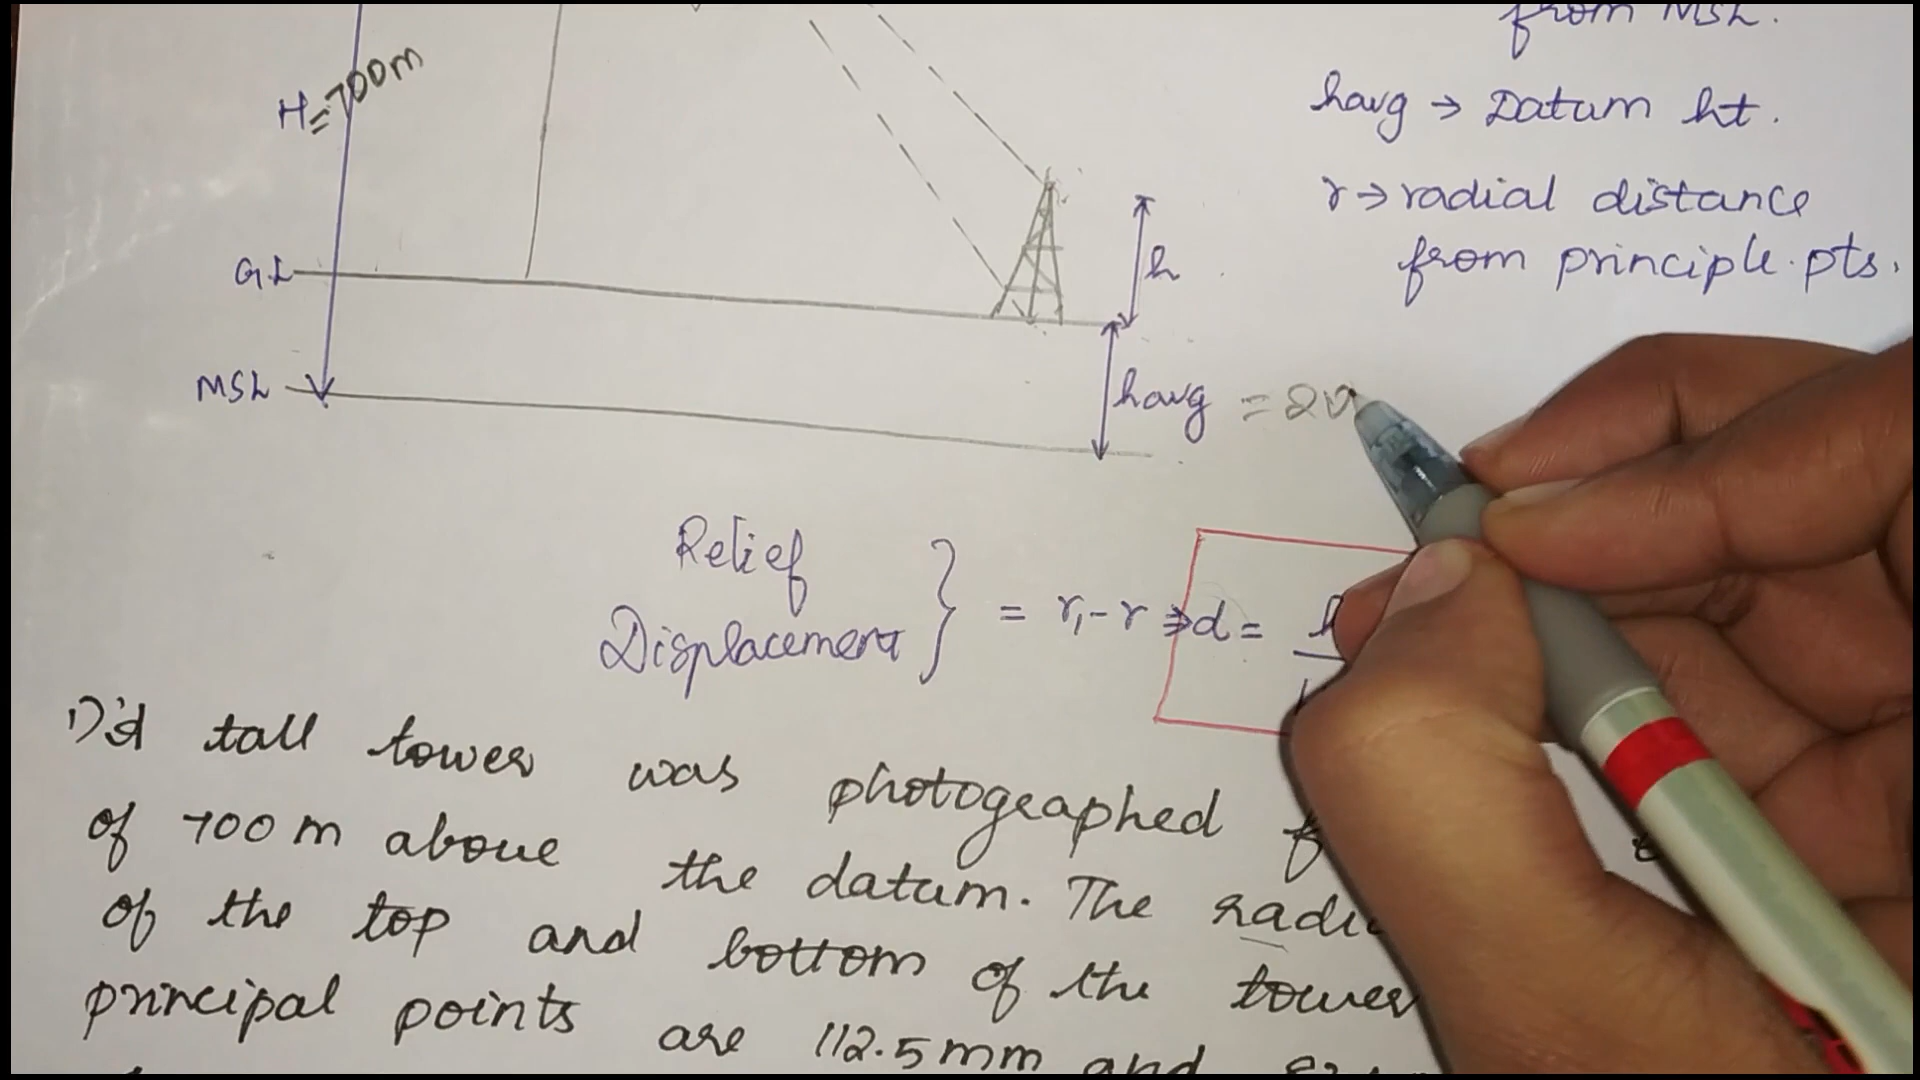 from MSL.
H=700m
havg → Datum ht.
r → radial distance
from principle.pts.
GL
h
MSL
havg = 20
Relief
Displacement } = r₁-r ⇒ d =
1) A tall tower was photographed
of 700 m above the datum. The
of the top and bottom of the tower
principal points are 112.5mm and